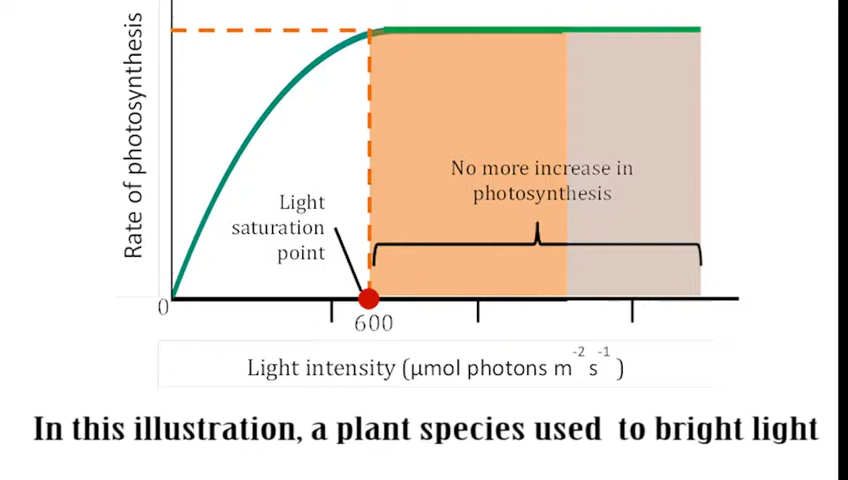 Rate of photosynthesis
No more increase in
photosynthesis
Light
saturation
point
0
600
Light intensity (µmol photons m⁻² s⁻¹)
In this illustration, a plant species used to bright light